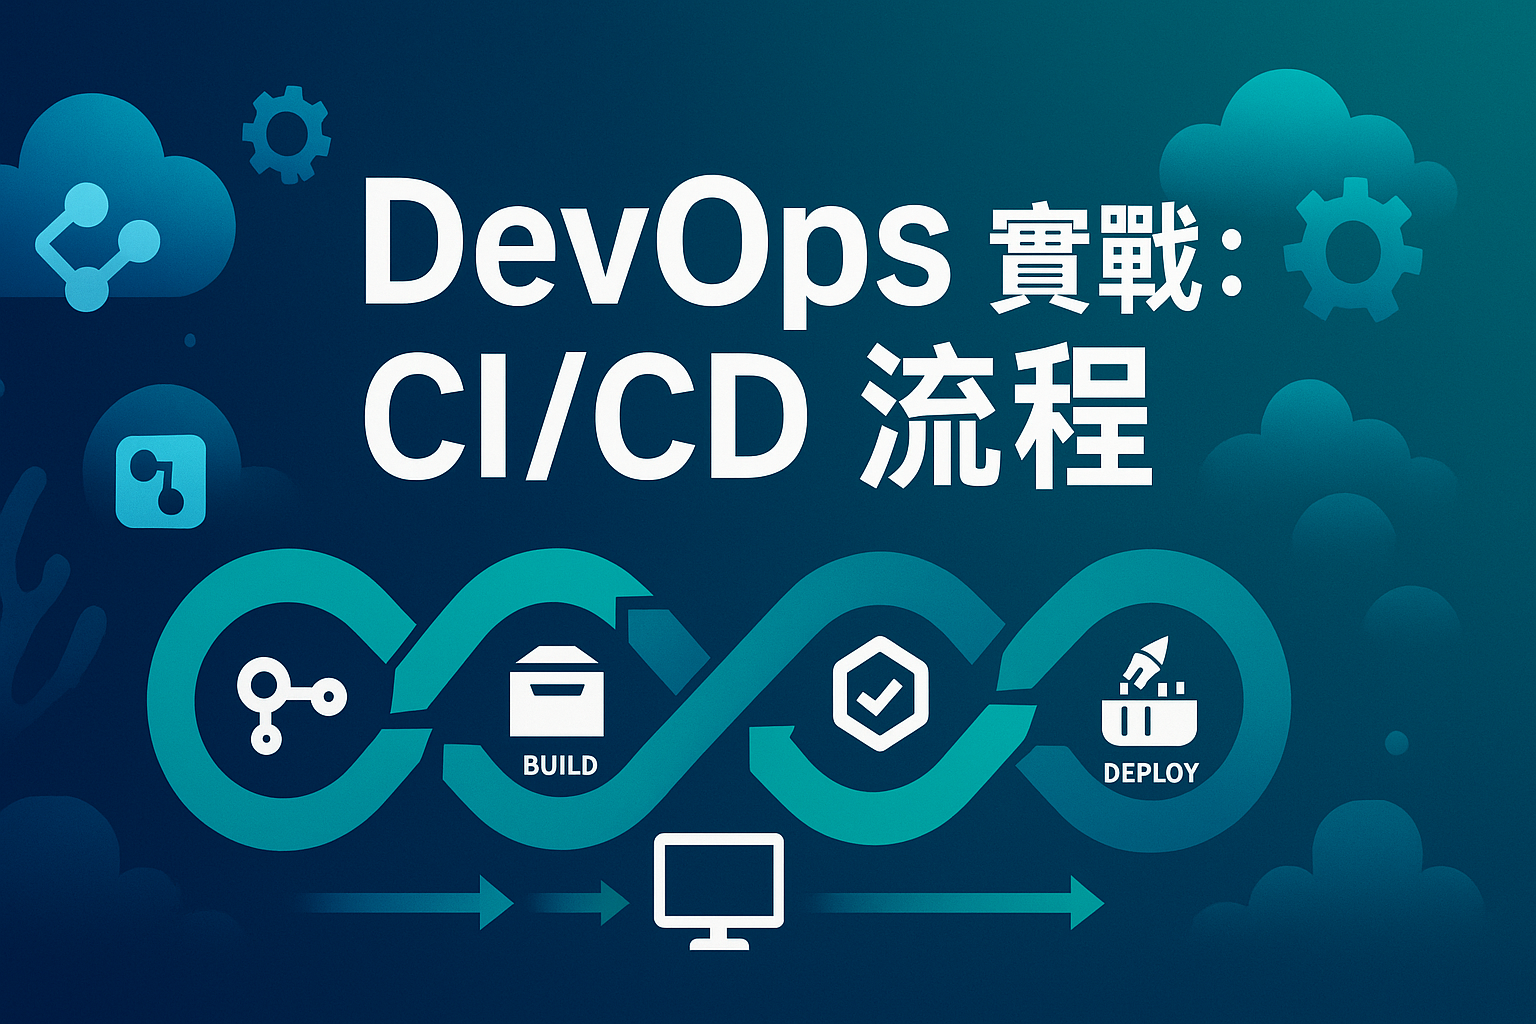 DevOps 實戰：
CI/CD 流程
BUILD
DEPLOY